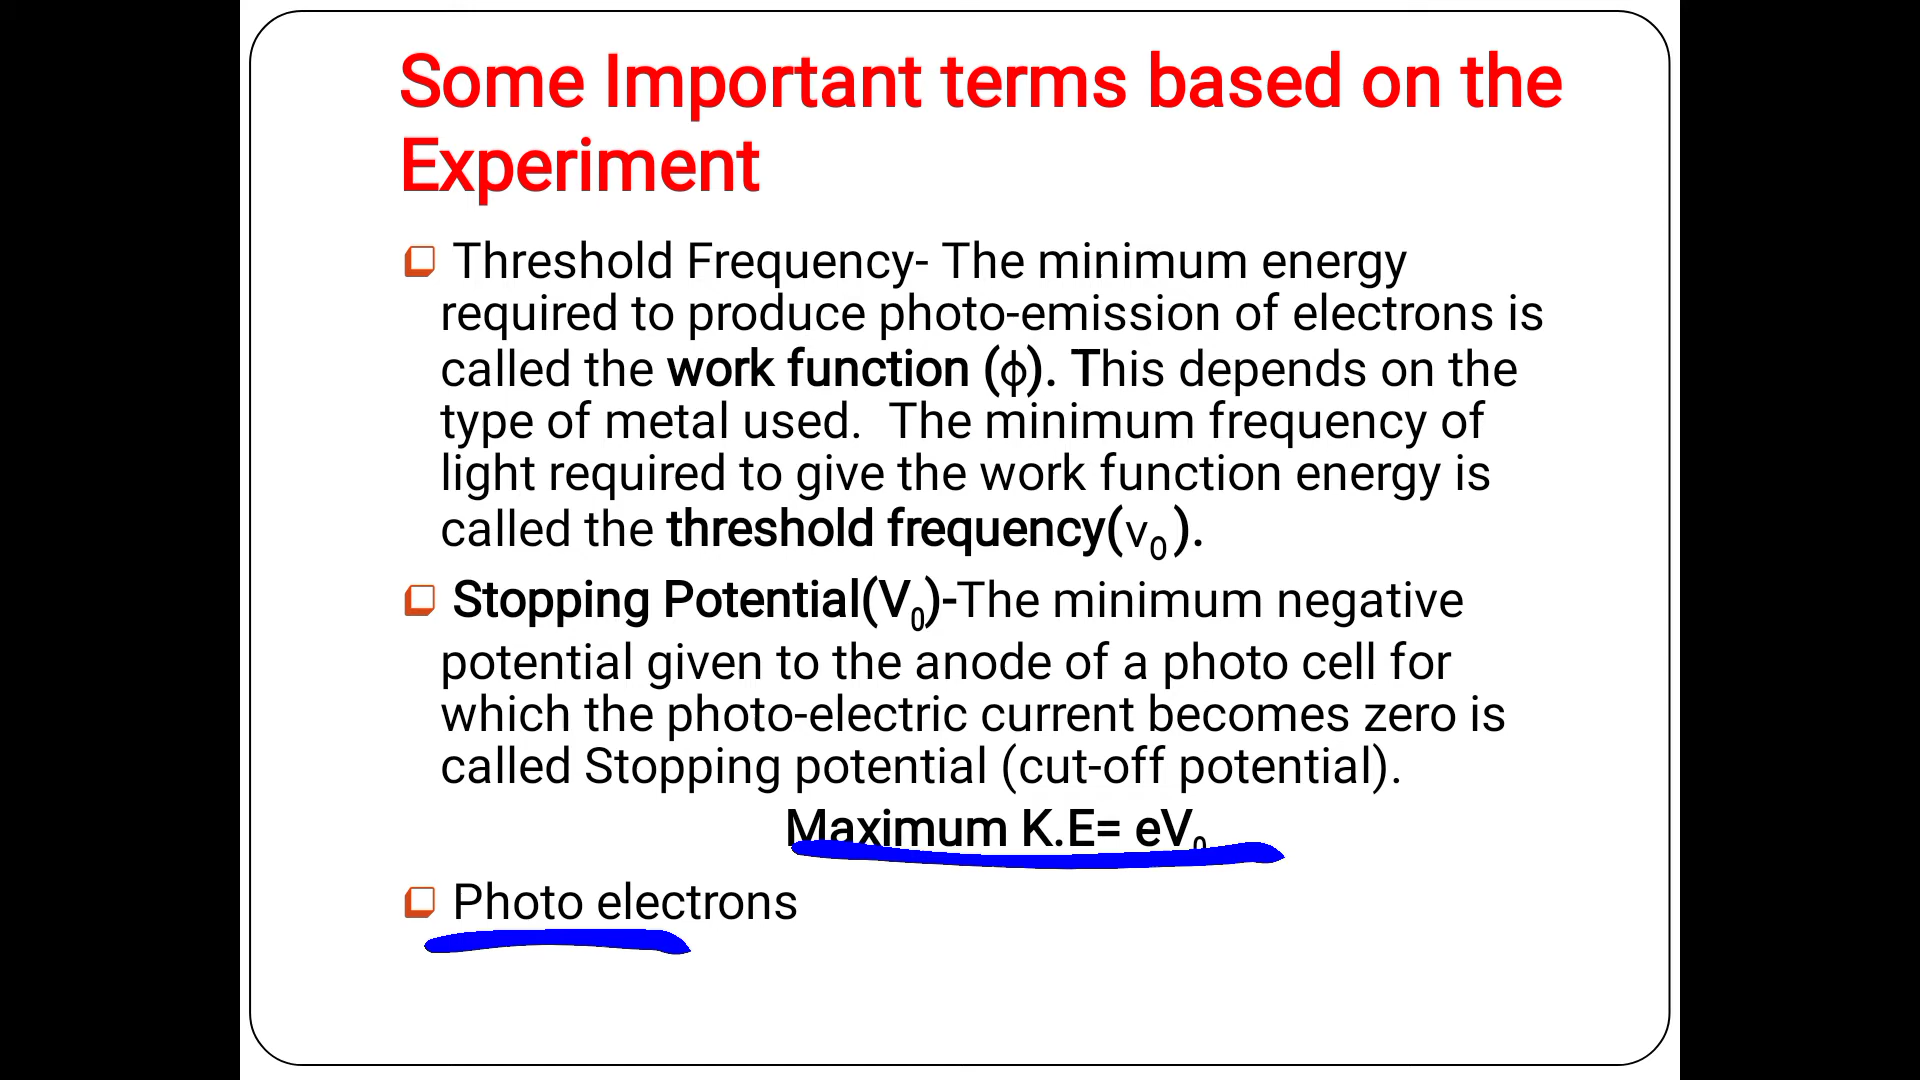 Some Important terms based on the
Experiment
Threshold Frequency- The minimum energy
required to produce photo-emission of electrons is
called the work function (ϕ). This depends on the
type of metal used. The minimum frequency of
light required to give the work function energy is
called the threshold frequency(ν₀).
Stopping Potential(V₀)-The minimum negative
potential given to the anode of a photo cell for
which the photo-electric current becomes zero is
called Stopping potential (cut-off potential).
Maximum K.E= eV₀
Photo electrons